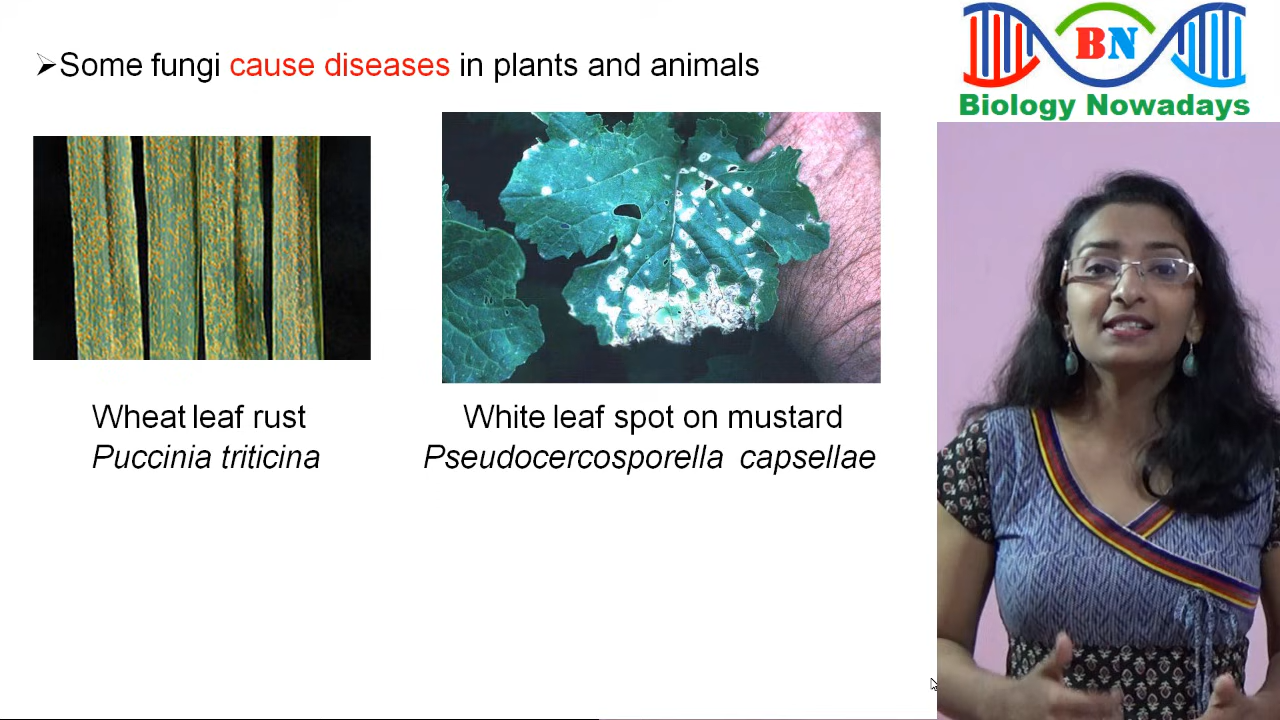 ➢Some fungi cause diseases in plants and animals
BN
Biology Nowadays
Wheat leaf rust
Puccinia triticina
White leaf spot on mustard
Pseudocercosporella capsellae